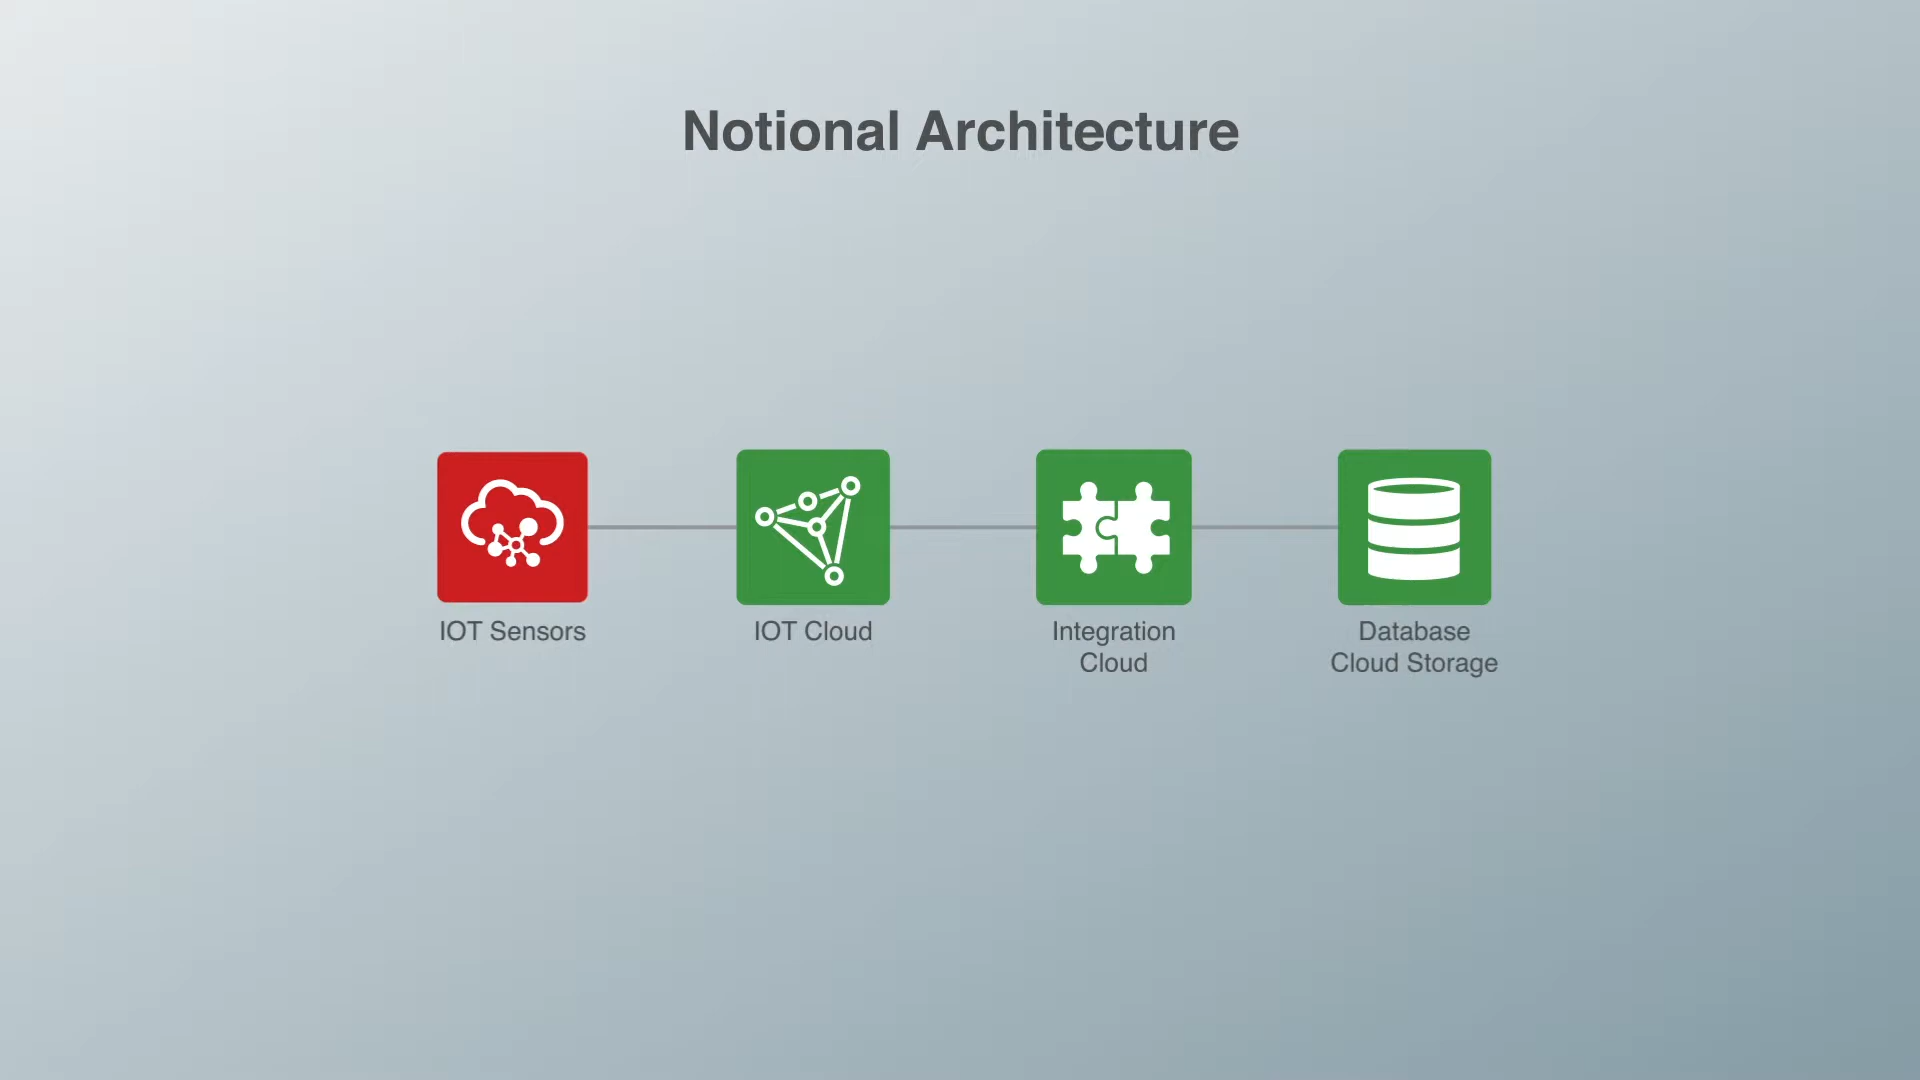 Notional Architecture
IOT Sensors
IOT Cloud
Integration
Cloud
Database
Cloud Storage